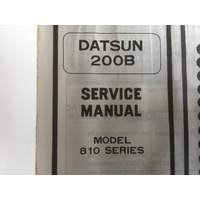 DATSUN
200B
SERVICE
MANUAL
MODEL
810 SERIES